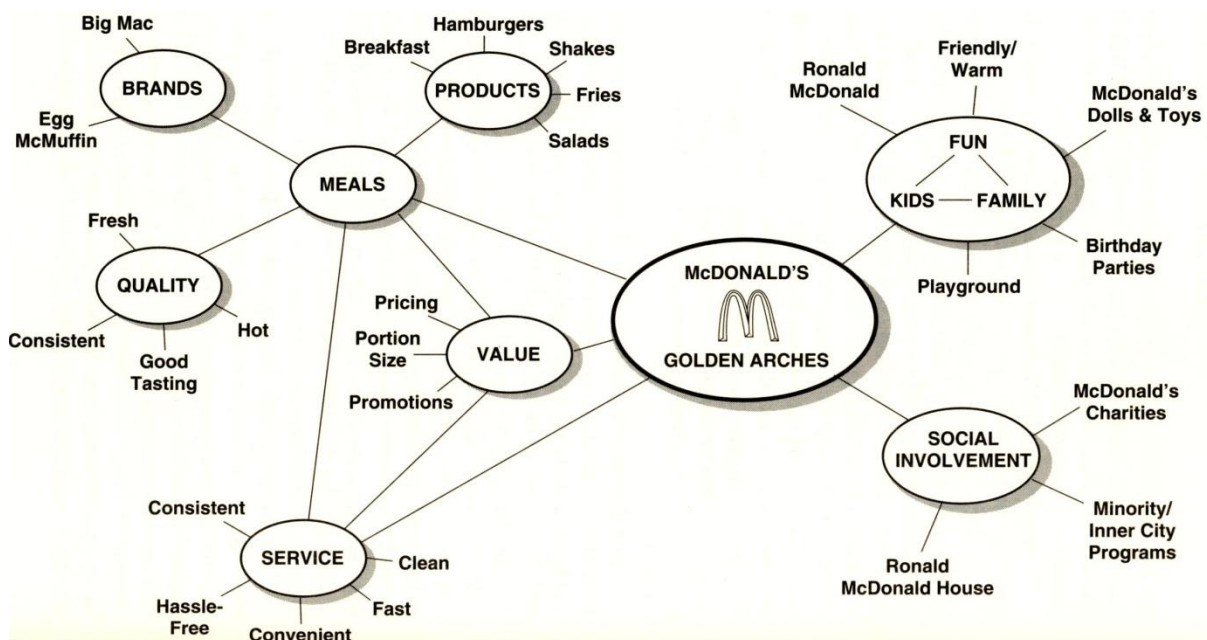 Big Mac
BRANDS
Egg
McMuffin
Hamburgers
Breakfast
Shakes
PRODUCTS
Fries
Salads
MEALS
Fresh
QUALITY
Consistent
Hot
Good
Tasting
Pricing
Portion
Size
VALUE
Promotions
Consistent
SERVICE
Clean
Hassle-
Free
Fast
Convenient
McDONALD'S
GOLDEN ARCHES
Ronald
McDonald
Friendly/
Warm
McDonald's
Dolls & Toys
FUN
KIDS
FAMILY
Playground
Birthday
Parties
SOCIAL
INVOLVEMENT
McDonald's
Charities
Minority/
Inner City
Programs
Ronald
McDonald House